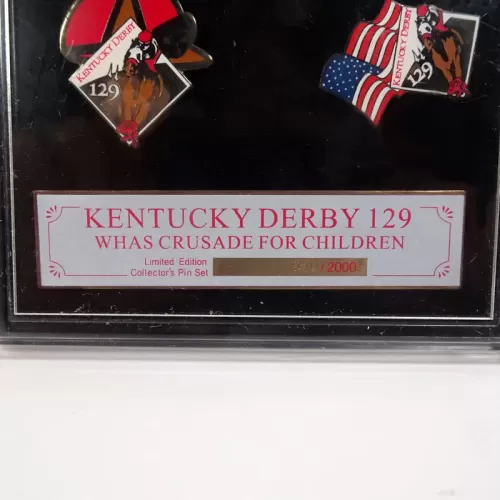 KENTUCKY DERBY
129
KENTUCKY DERBY
129
KENTUCKY DERBY 129
WHAS CRUSADE FOR CHILDREN
Limited Edition
Collector's Pin Set
/2000